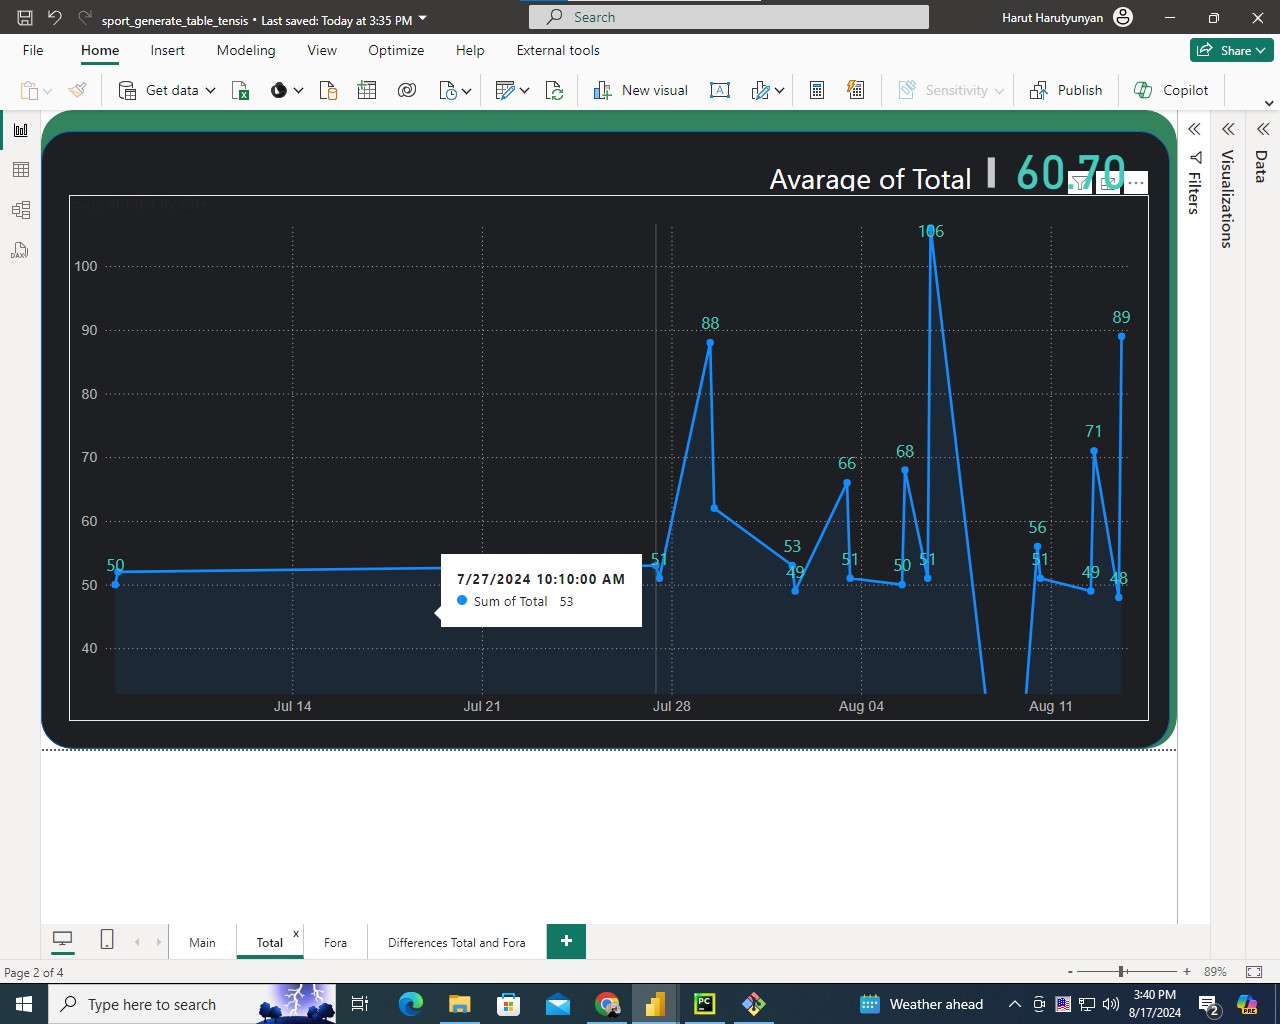 sport_generate_table_tensis • Last saved: Today at 3:35 PM
Search
Harut Harutyunyan
File Home Insert Modeling View Optimize Help External tools
Share
Get data
New visual
Sensitivity
Publish
Copilot
Avarage of Total
60.70
Sum of Total by date
Filters
Visualizations
Data
DAX
106
100
90
89
88
80
71
70
68
66
60
56
53
51
51
51
51
50
50
49
49
48
50
40
7/27/2024 10:10:00 AM
Sum of Total 53
Jul 14 Jul 21 Jul 28 Aug 04 Aug 11
Main
Total
x
Fora
Differences Total and Fora
+
Page 2 of 4
- + 89%
Type here to search
PC
Weather ahead
3:40 PM
8/17/2024
2
PRE